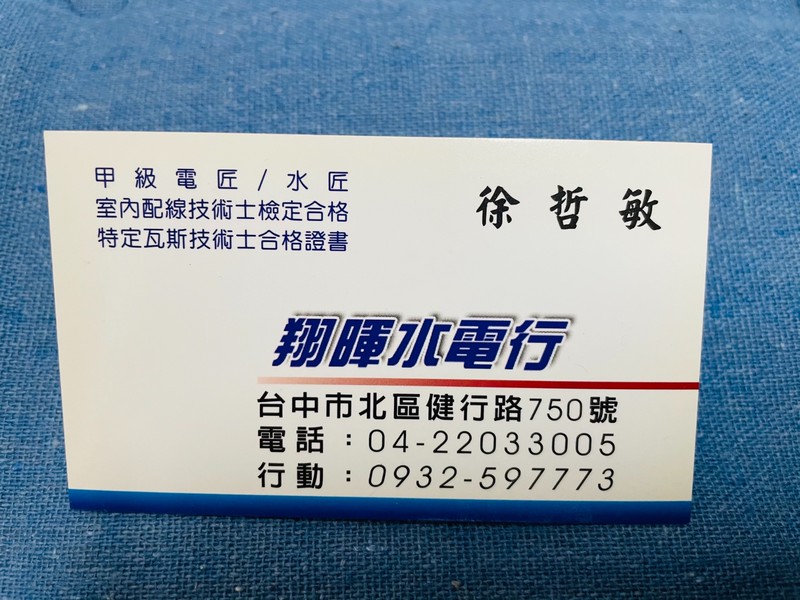 甲級電匠/水匠
室內配線技術士檢定合格
特定瓦斯技術士合格證書
徐哲敏
翔暉水電行
台中市北區健行路750號
電話：04-22033005
行動：0932-597773